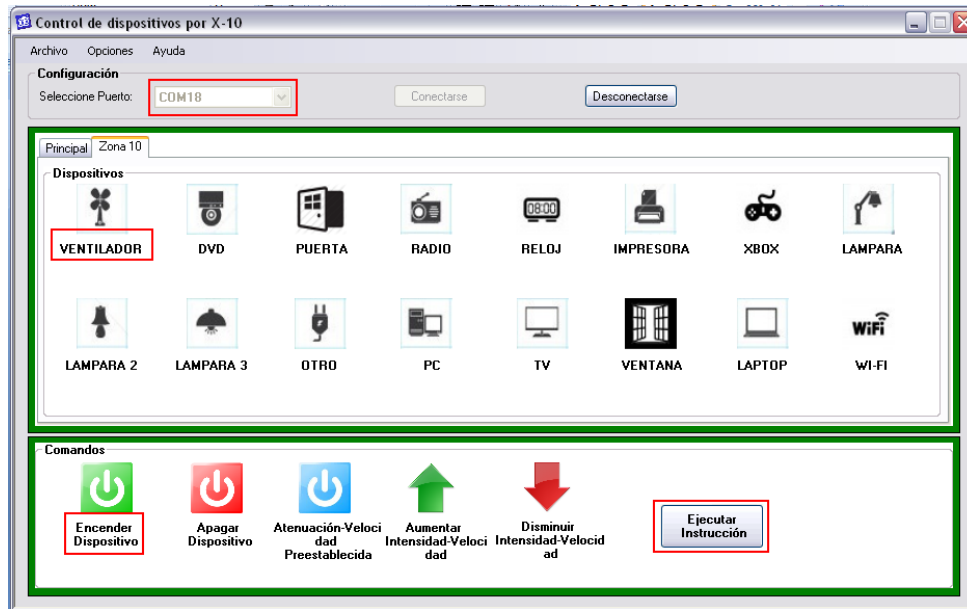 Control de dispositivos por X-10
Archivo Opciones Ayuda
Configuración
Seleccione Puerto: COM18 Conectarse Desconectarse
Principal Zona 10
Dispositivos
08:00
WiFi
VENTILADOR DVD PUERTA RADIO RELOJ IMPRESORA XBOX LAMPARA
LAMPARA 2 LAMPARA 3 OTRO PC TV VENTANA LAPTOP WI-FI
Comandos
Encender
Dispositivo
Apagar
Dispositivo
Atenuación-Veloci
dad
Preestablecida
Aumentar
Intensidad-Veloci
dad
Disminuir
Intensidad-Velocid
ad
Ejecutar
Instrucción